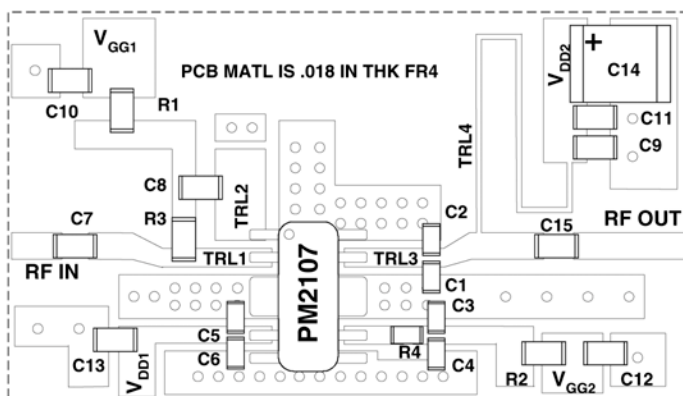 VGG1
PCB MATL IS .018 IN THK FR4
VDD2
+
C14
C10
R1
C11
C9
TRL4
C8
TRL2
C7
R3
C2
C15
RF OUT
RF IN
TRL1
TRL3
C1
PM2107
C3
C5
C13
VDD1
C6
R4
C4
R2
VGG2
C12